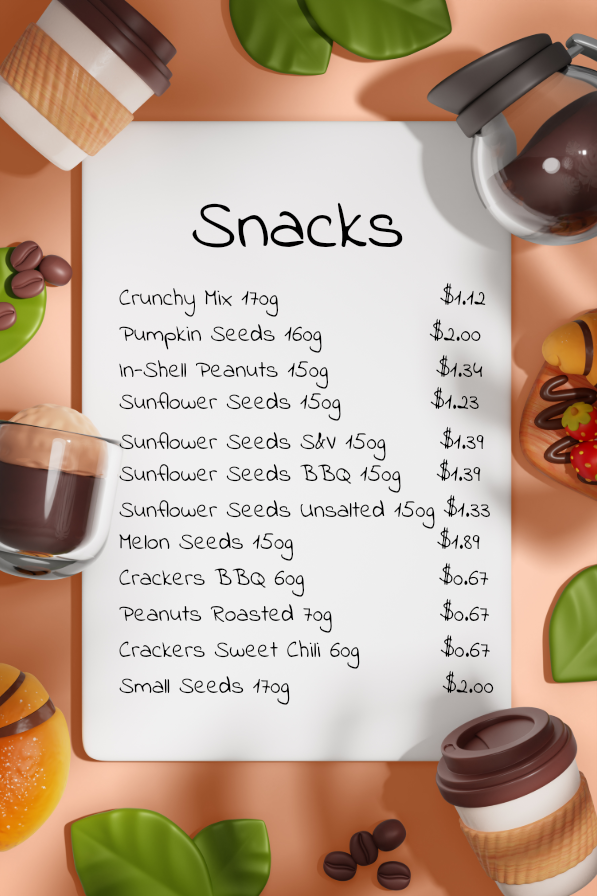 Snacks
Crunchy Mix 170g $1.12
Pumpkin Seeds 160g $2.00
In-Shell Peanuts 150g $1.34
Sunflower Seeds 150g $1.23
Sunflower Seeds S&V 150g $1.39
Sunflower Seeds BBQ 150g $1.39
Sunflower Seeds Unsalted 150g $1.33
Melon Seeds 150g $1.89
Crackers BBQ 60g $0.67
Peanuts Roasted 70g $0.67
Crackers Sweet Chili 60g $0.67
Small Seeds 170g $2.00